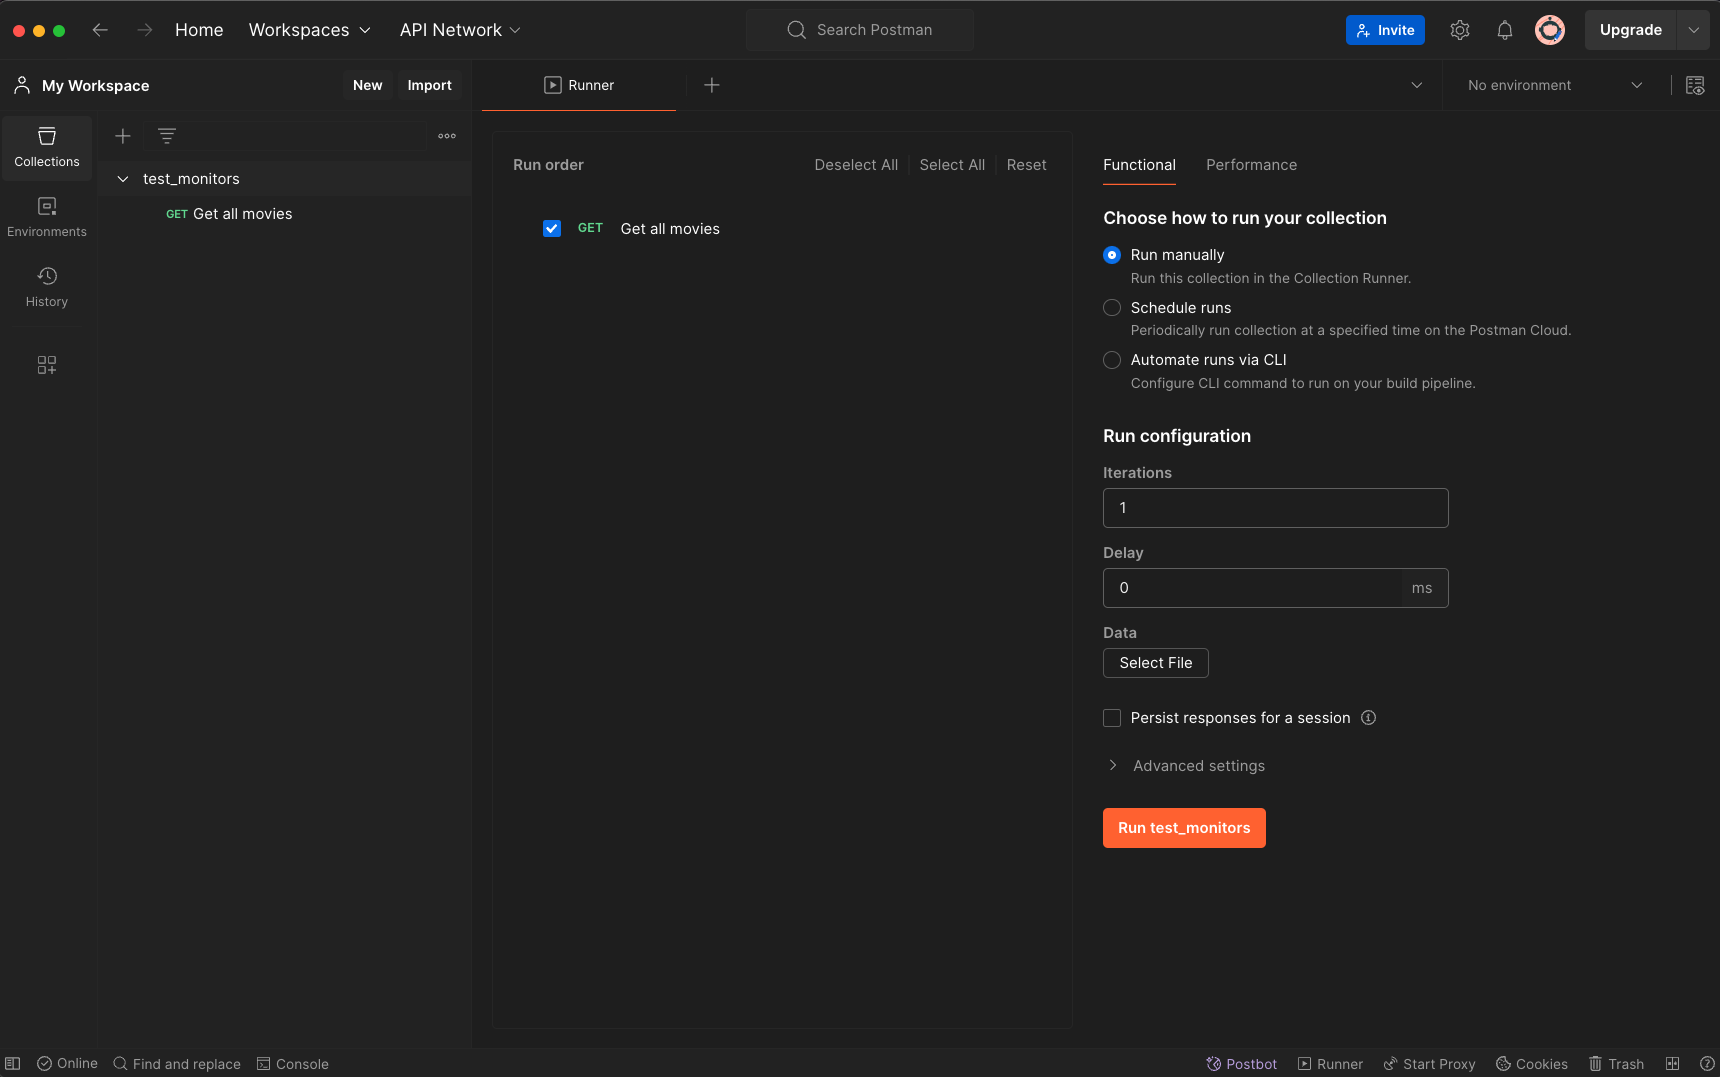 Home
Workspaces
API Network
Search Postman
Invite
Upgrade
My Workspace
New
Import
Runner
No environment
Collections
Environments
History
test_monitors
GET Get all movies
Run order
Deselect All
Select All
Reset
GET Get all movies
Functional
Performance
Choose how to run your collection
Run manually
Run this collection in the Collection Runner.
Schedule runs
Periodically run collection at a specified time on the Postman Cloud.
Automate runs via CLI
Configure CLI command to run on your build pipeline.
Run configuration
Iterations
1
Delay
0 ms
Data
Select File
Persist responses for a session
Advanced settings
Run test_monitors
Online
Find and replace
Console
Postbot
Runner
Start Proxy
Cookies
Trash